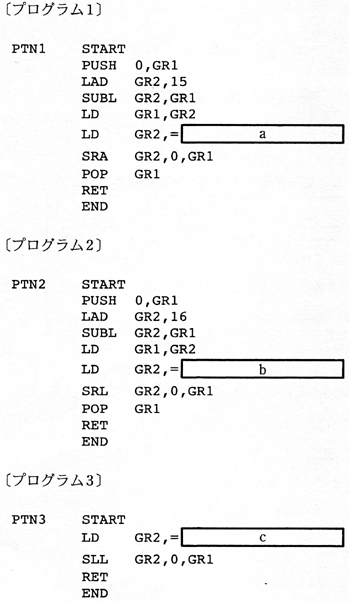 〔プログラム1〕
PTN1 START
PUSH 0,GR1
LAD GR2,15
SUBL GR2,GR1
LD GR1,GR2
LD GR2,= a
SRA GR2,0,GR1
POP GR1
RET
END
〔プログラム2〕
PTN2 START
PUSH 0,GR1
LAD GR2,16
SUBL GR2,GR1
LD GR1,GR2
LD GR2,= b
SRL GR2,0,GR1
POP GR1
RET
END
〔プログラム3〕
PTN3 START
LD GR2,= c
SLL GR2,0,GR1
RET
END